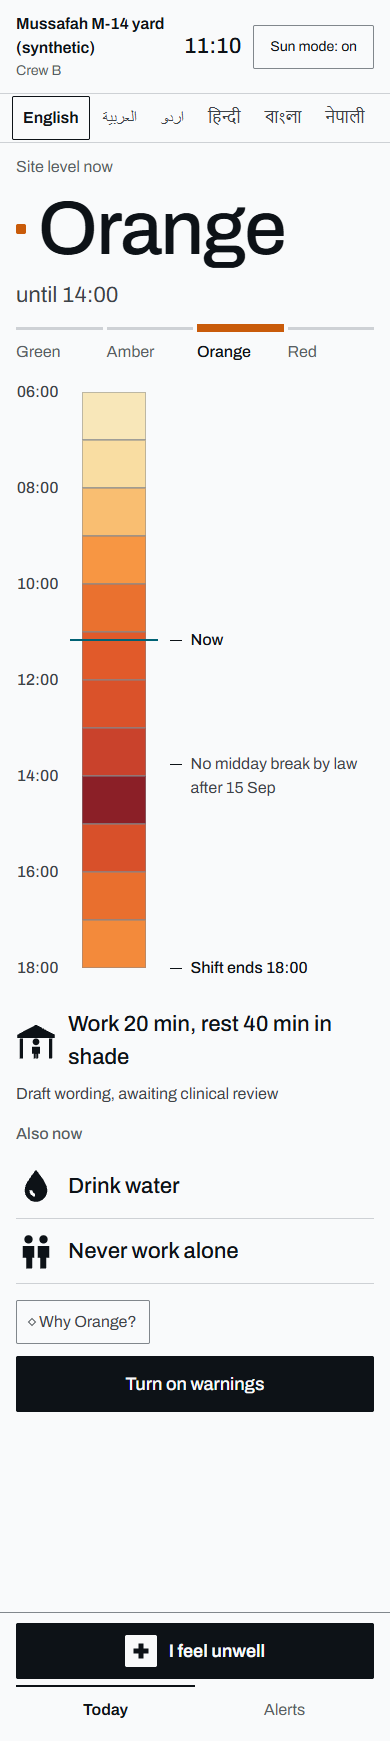 Mussafah M-14 yard
(synthetic)
Crew B
11:10
Sun mode: on
English
العربية
اردو
हिन्दी
বাংলা
नेपाली
Site level now
Orange
until 14:00
Green
Amber
Orange
Red
06:00
08:00
10:00
Now
12:00
No midday break by law
after 15 Sep
14:00
16:00
18:00
Shift ends 18:00
Work 20 min, rest 40 min in
shade
Draft wording, awaiting clinical review
Also now
Drink water
Never work alone
Why Orange?
Turn on warnings
I feel unwell
Today
Alerts